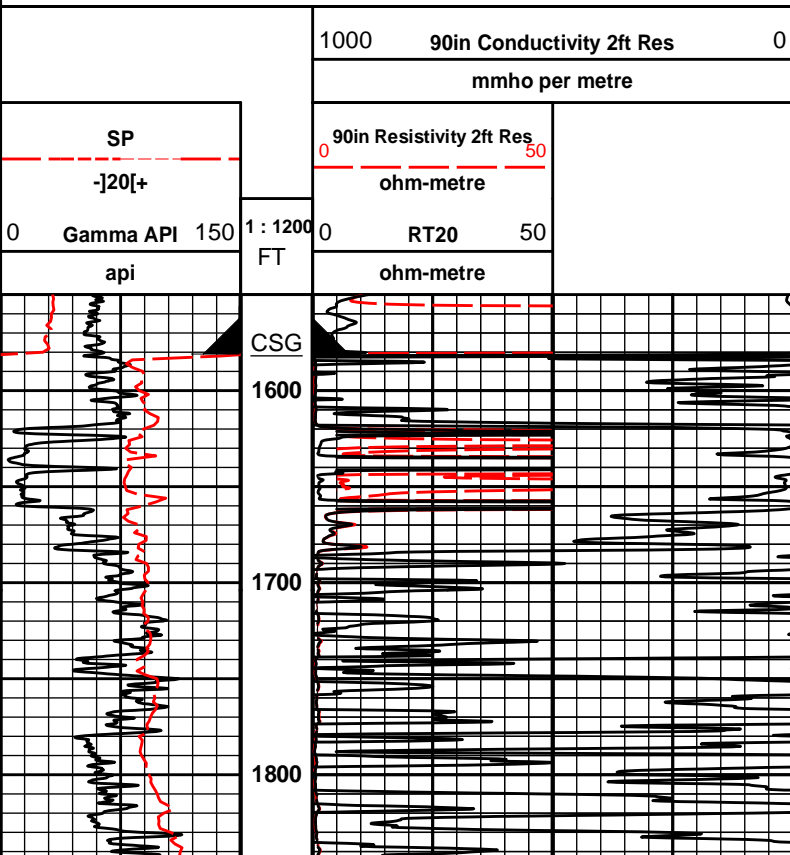 1000 90in Conductivity 2ft Res 0
mmho per metre
SP
-]20[+
0 Gamma API 150
api
1 : 1200
FT
90in Resistivity 2ft Res
0 50
ohm-metre
0 RT20 50
ohm-metre
CSG
1600
1700
1800